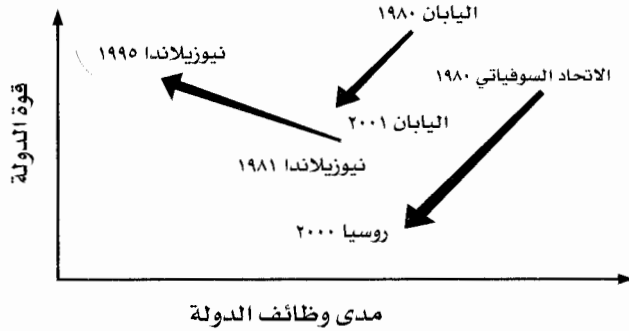 اليابان ١٩٨٠
نيوزيلاندا ١٩٩٥
الاتحاد السوفياتي ١٩٨٠
اليابان ٢٠٠١
نيوزيلاندا ١٩٨١
روسيا ٢٠٠٠
قوة الدولة
مدى وظائف الدولة